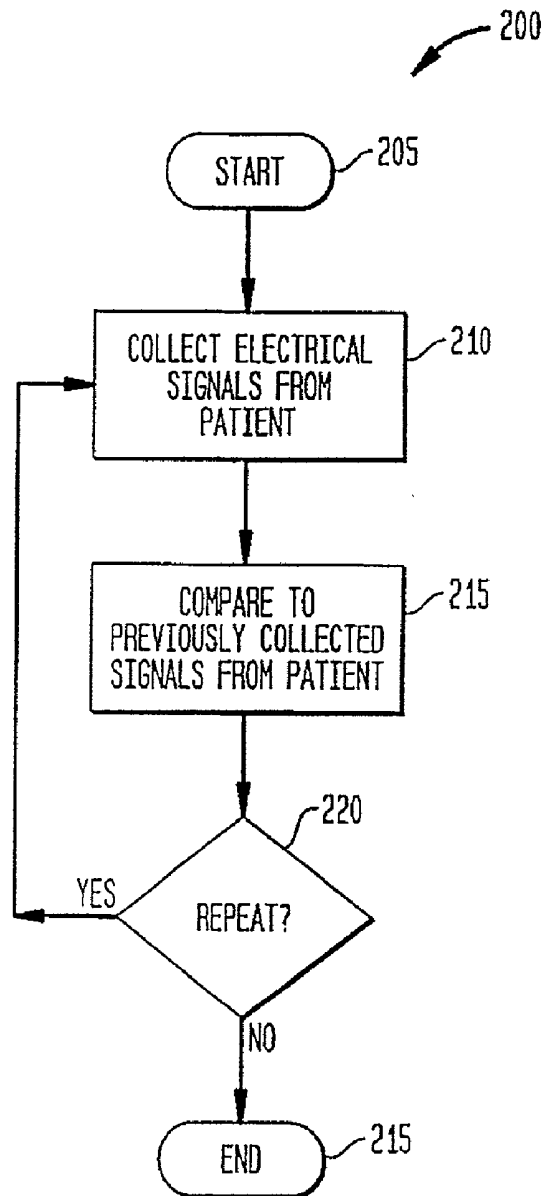 200
START
205
COLLECT ELECTRICAL
SIGNALS FROM
PATIENT
210
COMPARE TO
PREVIOUSLY COLLECTED
SIGNALS FROM PATIENT
215
220
YES
REPEAT?
NO
END
215